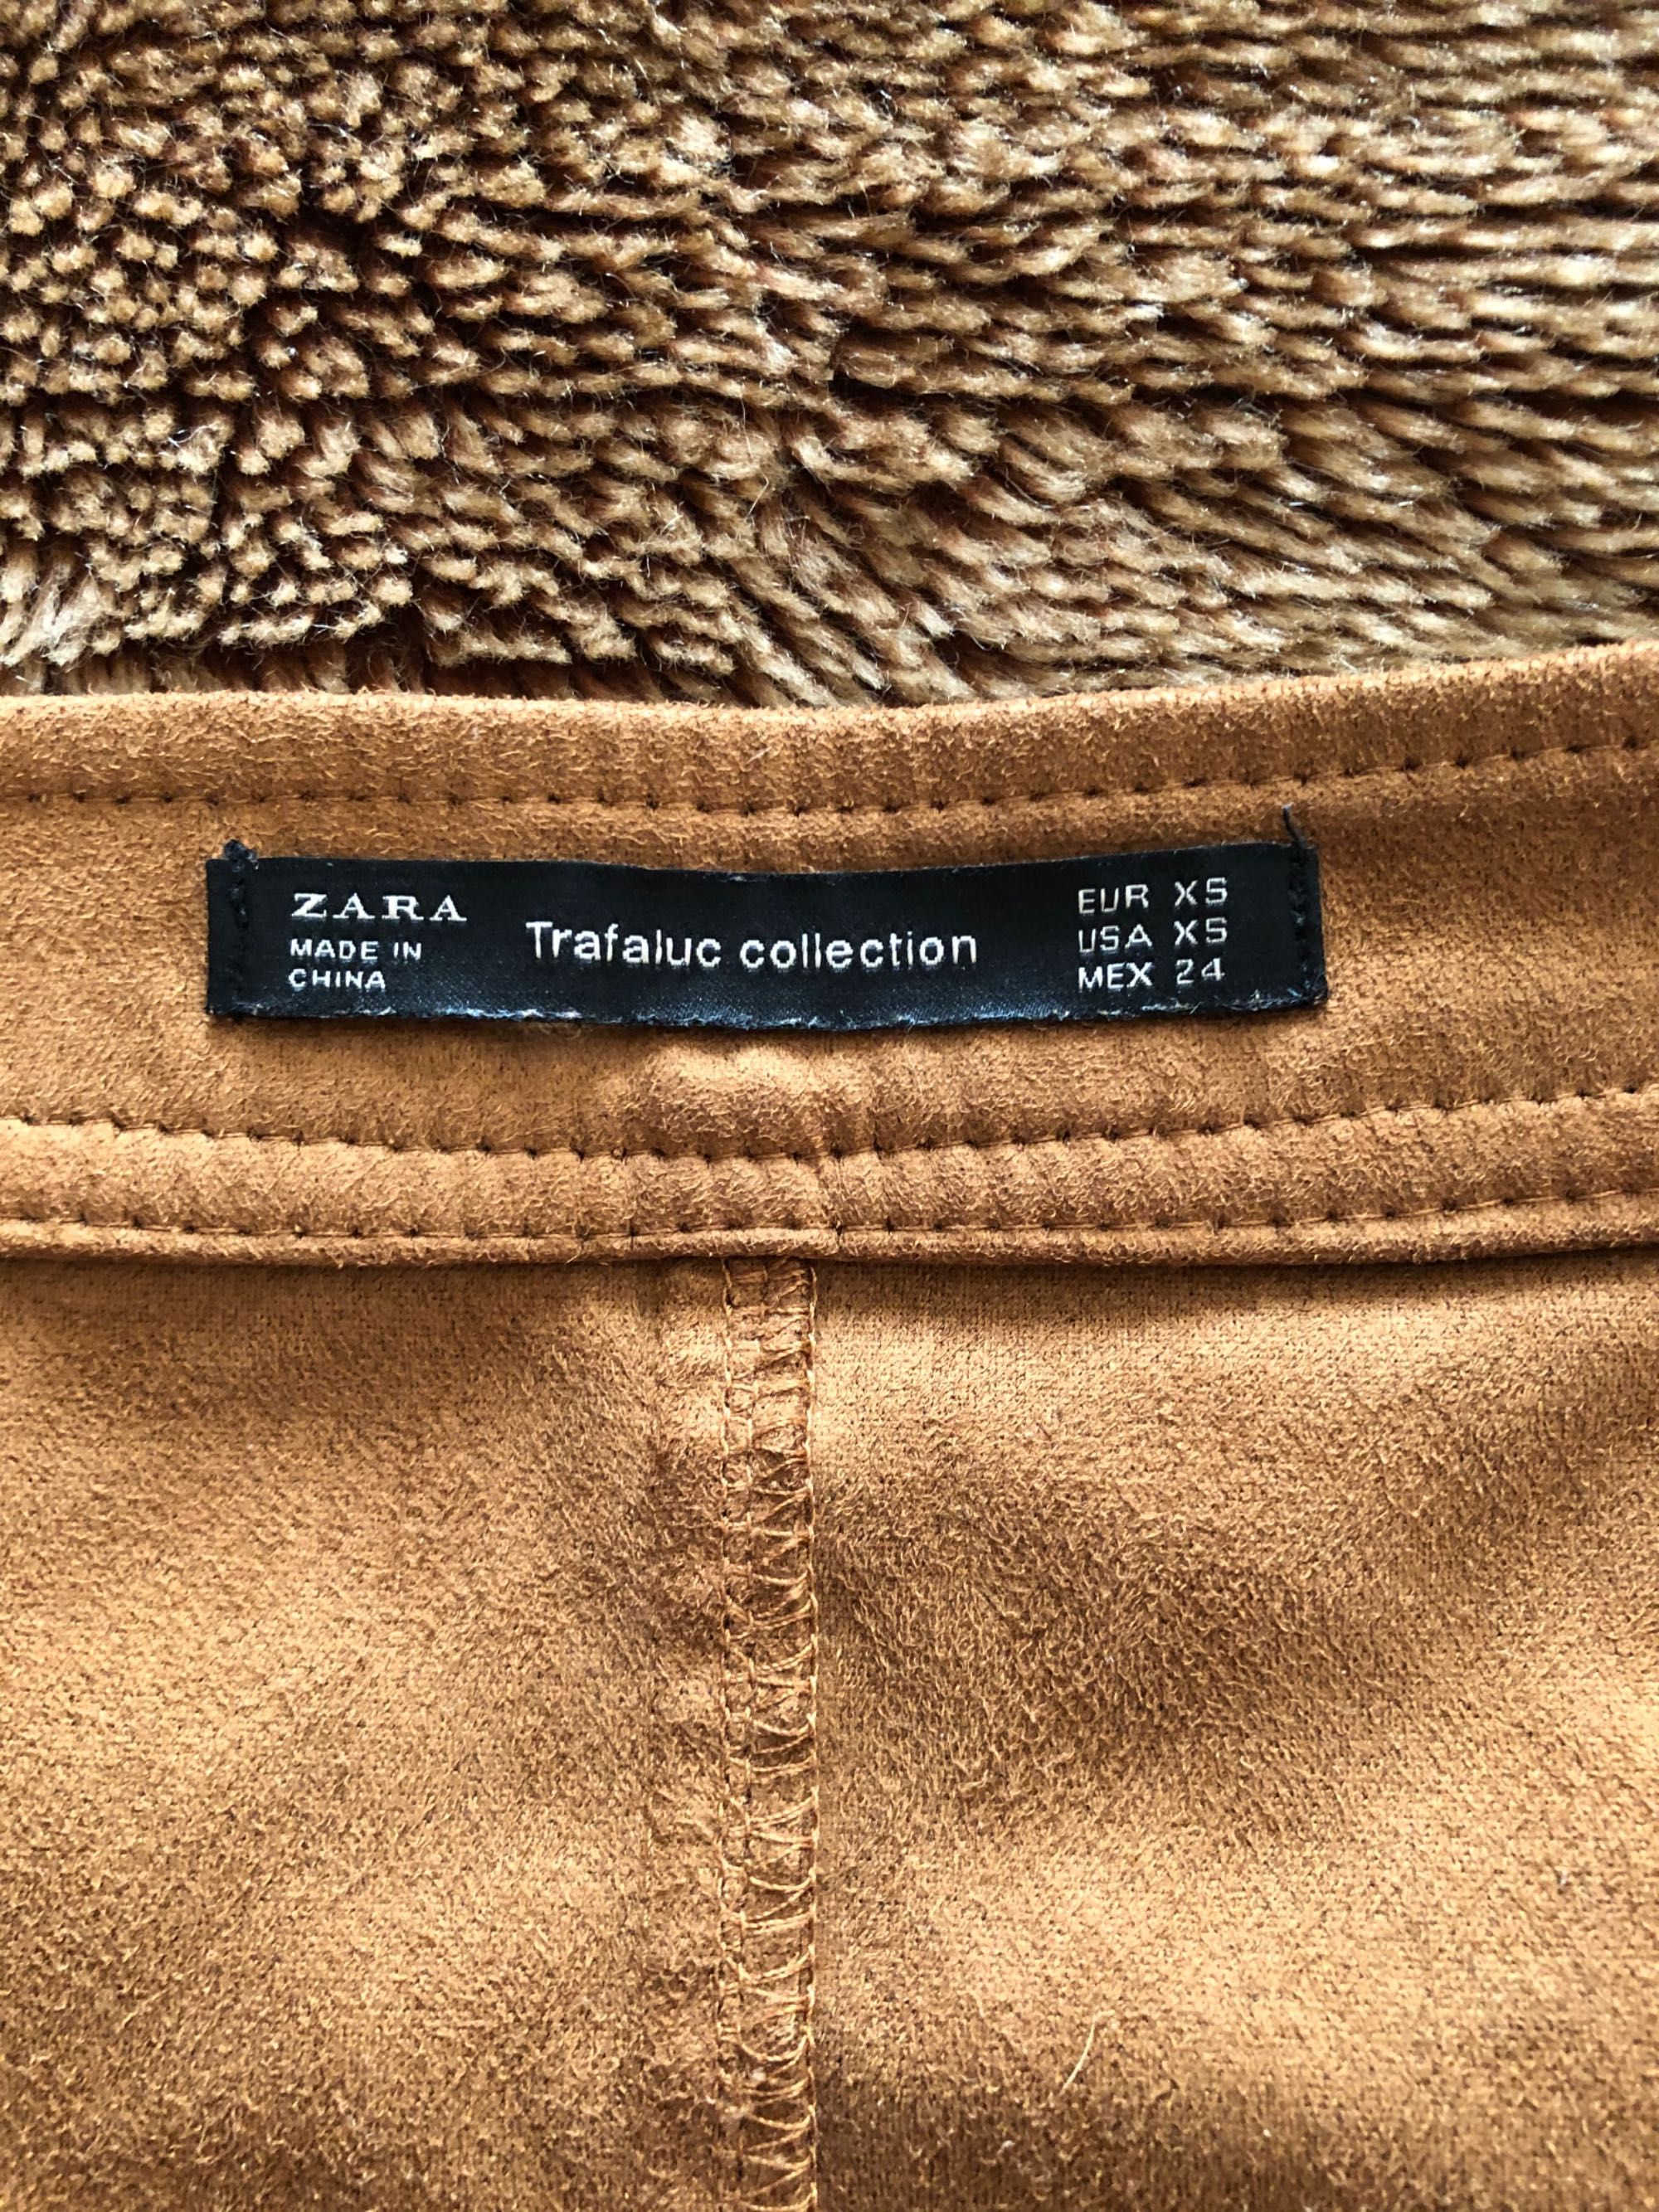 ZARA
MADE IN
CHINA
Trafaluc collection
EUR XS
USA XS
MEX 24